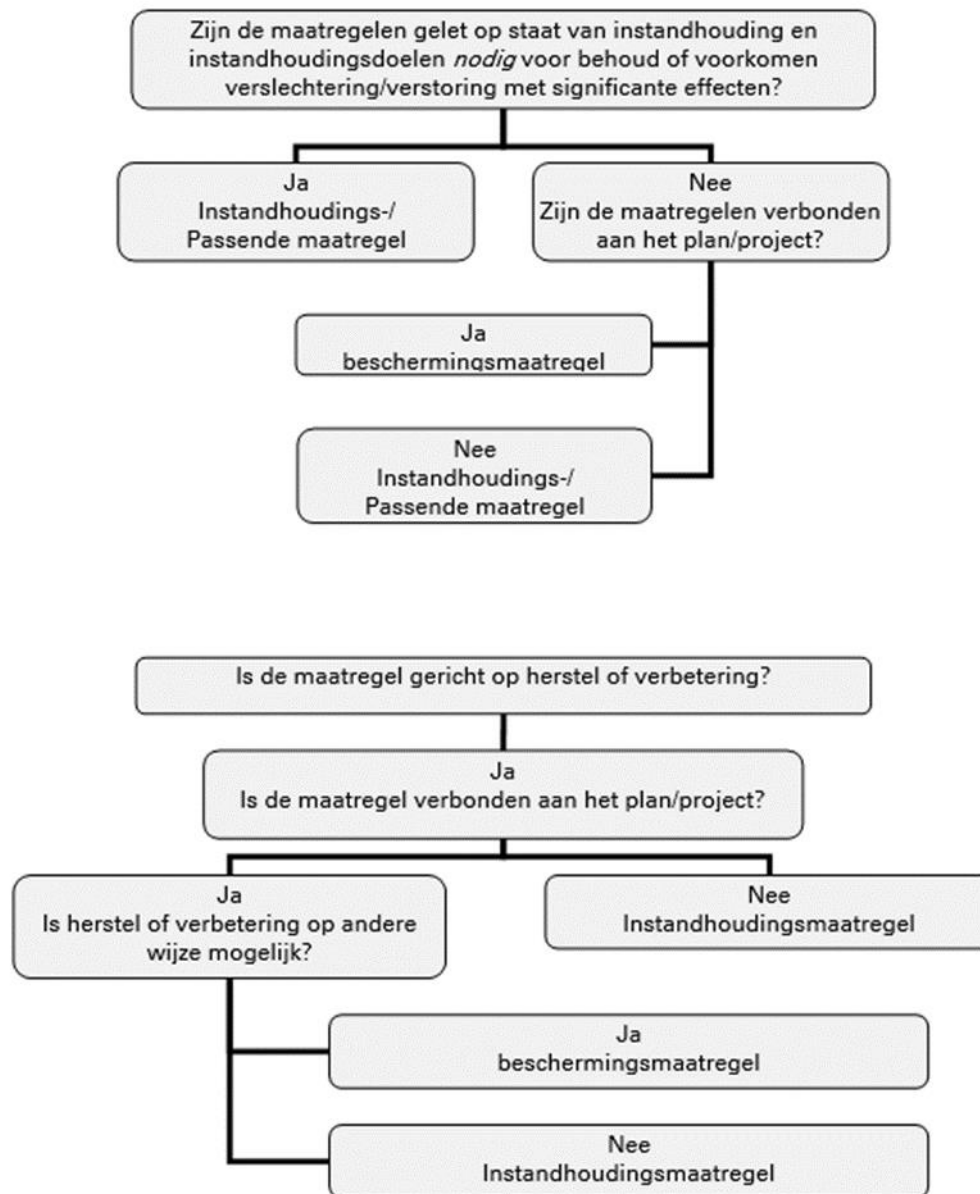 Zijn de maatregelen gelet op staat van instandhouding en
instandhoudingsdoelen nodig voor behoud of voorkomen
verslechtering/verstoring met significante effecten?
Ja
Instandhoudings-/
Passende maatregel
Nee
Zijn de maatregelen verbonden
aan het plan/project?
Ja
beschermingsmaatregel
Nee
Instandhoudings-/
Passende maatregel
Is de maatregel gericht op herstel of verbetering?
Ja
Is de maatregel verbonden aan het plan/project?
Ja
Is herstel of verbetering op andere
wijze mogelijk?
Nee
Instandhoudingsmaatregel
Ja
beschermingsmaatregel
Nee
Instandhoudingsmaatregel